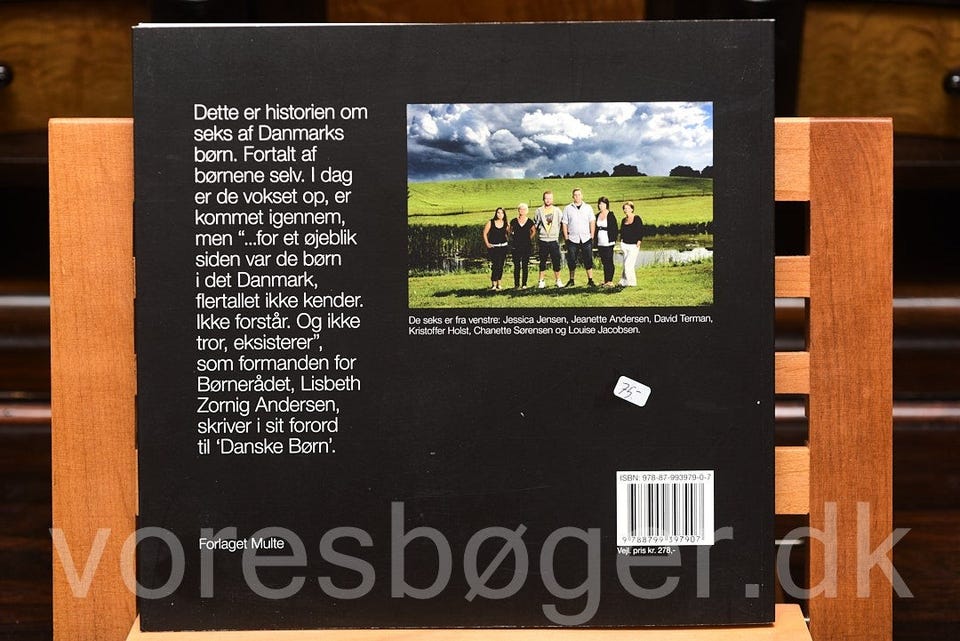 Dette er historien om
seks af Danmarks
børn. Fortalt af
børnene selv. I dag
er de vokset op, er
kommet igennem,
men “...for et øjeblik
siden var de børn
i det Danmark,
flertallet ikke kender.
Ikke forstår. Og ikke
tror, eksisterer”,
som formanden for
Børnerådet, Lisbeth
Zornig Andersen,
skriver i sit forord
til ‘Danske Børn’.
De seks er fra venstre: Jessica Jensen, Jeanette Andersen, David Terman,
Kristoffer Holst, Chanette Sørensen og Louise Jacobsen.
75,-
ISBN: 978-87-993979-0-7
9 788799 397907
Vejl. pris kr. 278,-
Forlaget Multe
voresbøger.dk